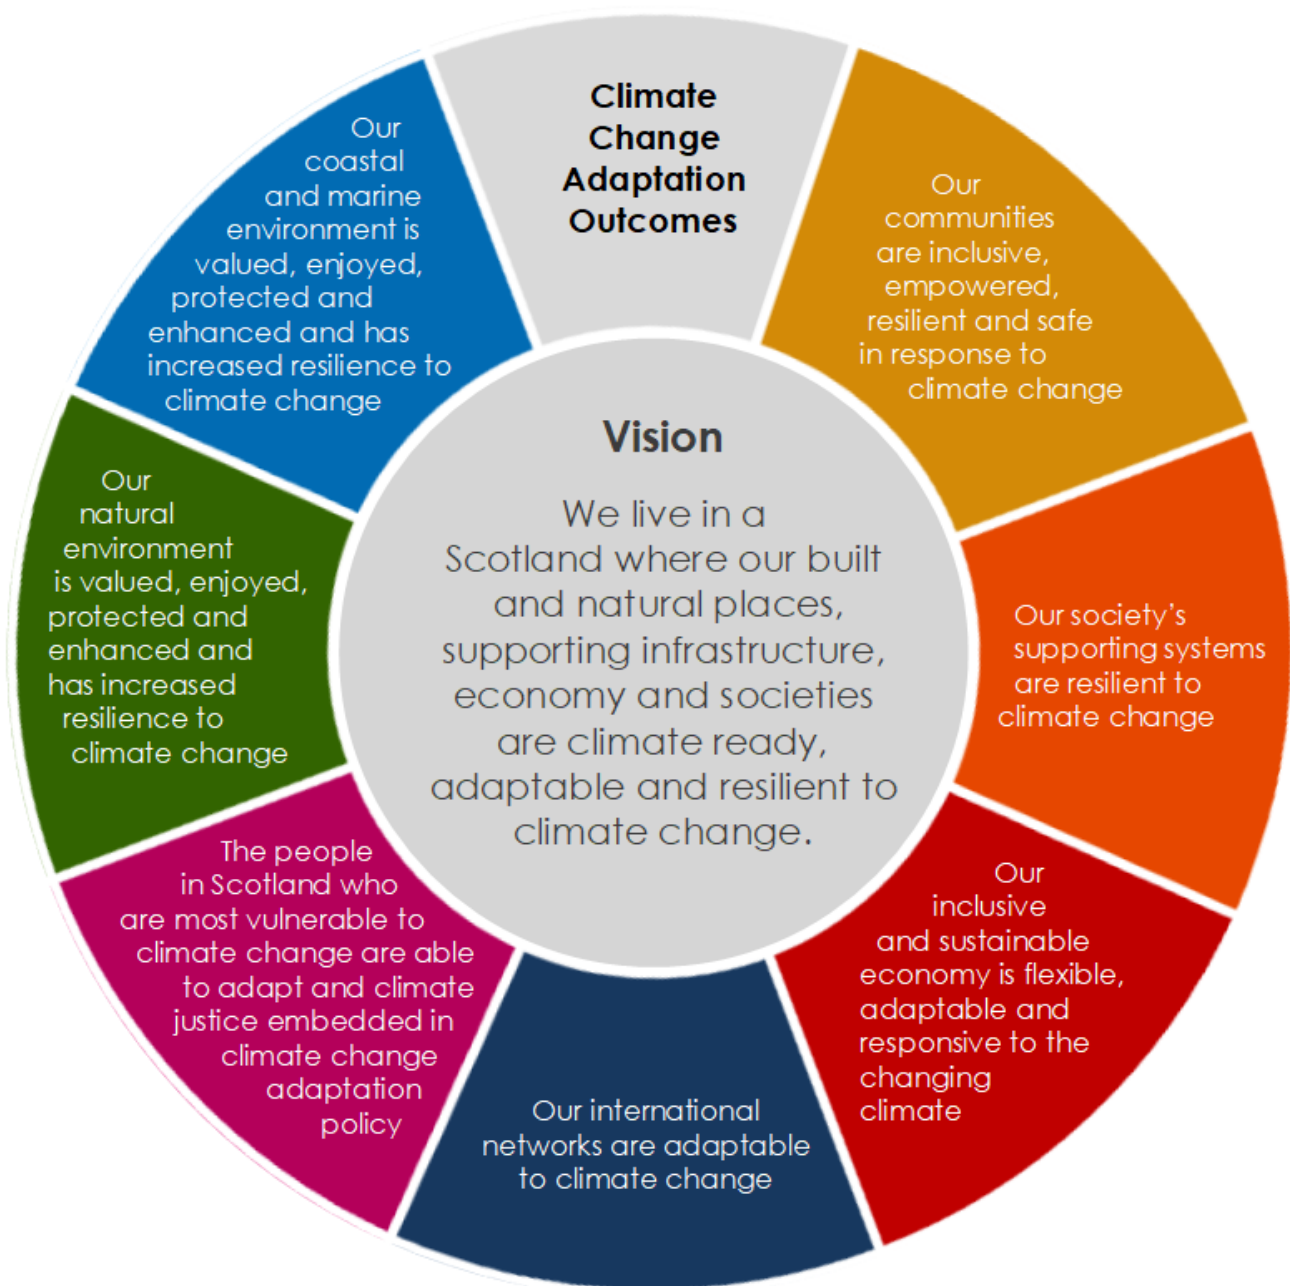 Climate
Change
Adaptation
Outcomes
Our
communities
are inclusive,
empowered,
resilient and safe
in response to
climate change
Our society’s
supporting systems
are resilient to
climate change
Our
inclusive
and sustainable
economy is flexible,
adaptable and
responsive to the
changing
climate
Our international
networks are adaptable
to climate change
The people
in Scotland who
are most vulnerable to
climate change are able
to adapt and climate
justice embedded in
climate change
adaptation
policy
Our
natural
environment
is valued, enjoyed,
protected and
enhanced and
has increased
resilience to
climate change
Our
coastal
and marine
environment is
valued, enjoyed,
protected and
enhanced and has
increased resilience to
climate change
Vision
We live in a
Scotland where our built
and natural places,
supporting infrastructure,
economy and societies
are climate ready,
adaptable and resilient to
climate change.